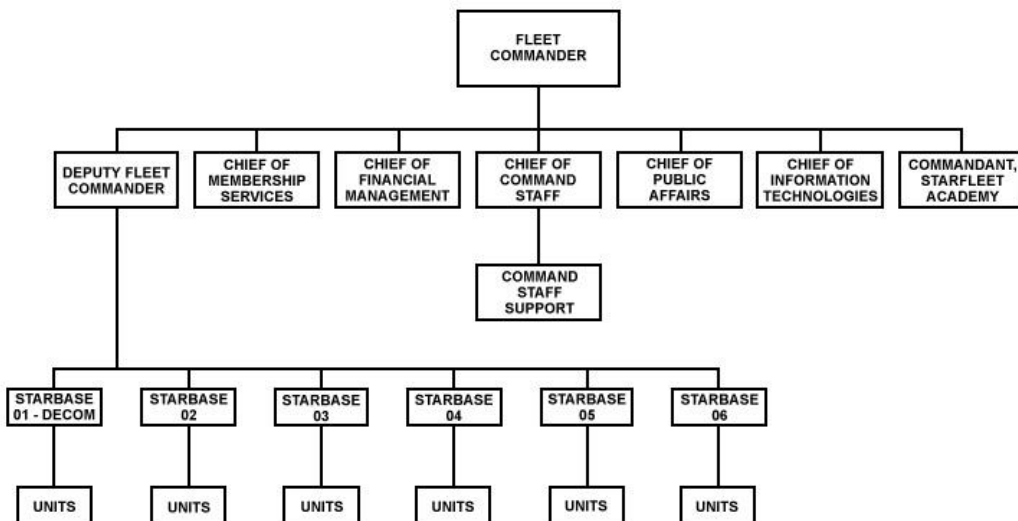 FLEET
COMMANDER
DEPUTY FLEET
COMMANDER
CHIEF OF
MEMBERSHIP
SERVICES
CHIEF OF
FINANCIAL
MANAGEMENT
CHIEF OF
COMMAND
STAFF
CHIEF OF
PUBLIC
AFFAIRS
CHIEF OF
INFORMATION
TECHNOLOGIES
COMMANDANT,
STARFLEET
ACADEMY
COMMAND
STAFF
SUPPORT
STARBASE
01 - DECOM
STARBASE
02
STARBASE
03
STARBASE
04
STARBASE
05
STARBASE
06
UNITS
UNITS
UNITS
UNITS
UNITS
UNITS